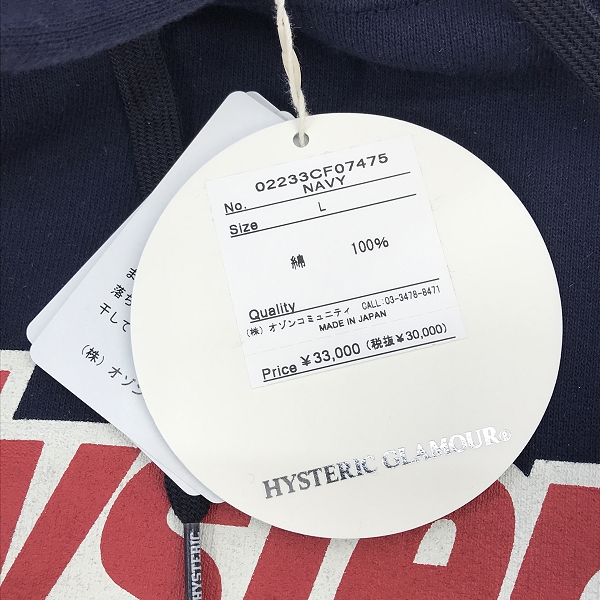 02233CF07475
No. NAVY
Size L
綿 100%
Quality
(株) オゾンコミュニティ CALL:03-3478-8471
MADE IN JAPAN
Price ¥33,000 (税抜¥30,000)
HYSTERIC GLAMOUR®
落ち
干して
(株) オゾン
HYSTERIC